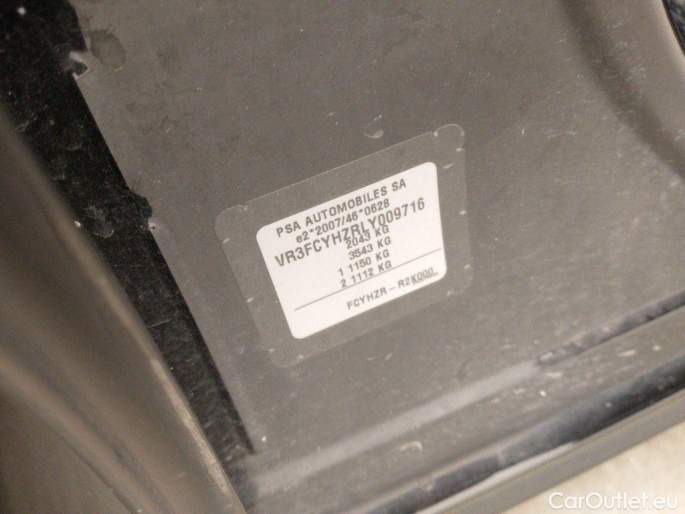 PSA AUTOMOBILES SA
e2*2007/46*0628
VR3FCYHZRLY009716
2043 KG
3543 KG
1 1150 KG
2 1112 KG
FCYHZR - R2K000
CarOutlet.eu